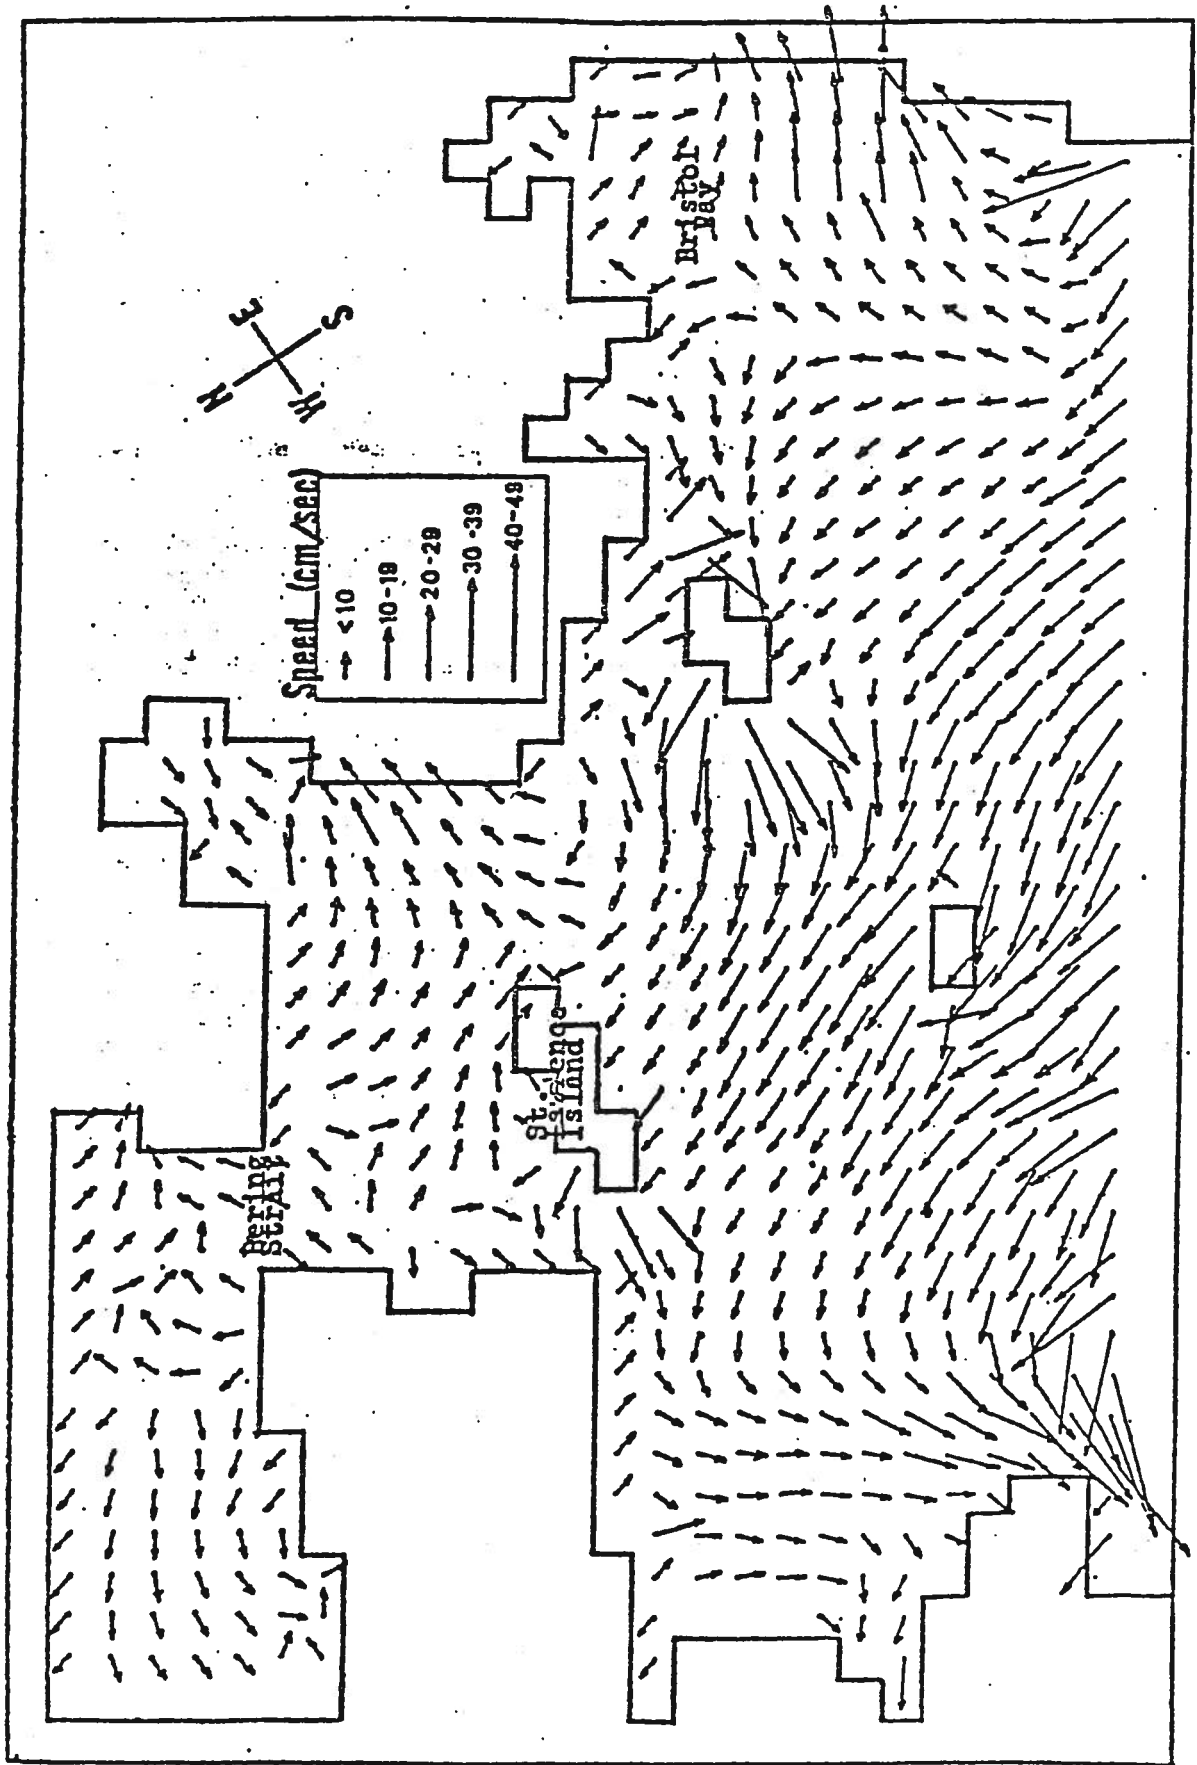 Bristol
Bay
E
S
N
W
Speed (cm/sec)
<10
10-19
20-29
30-39
40-49
St.
Island
Bering
Strait